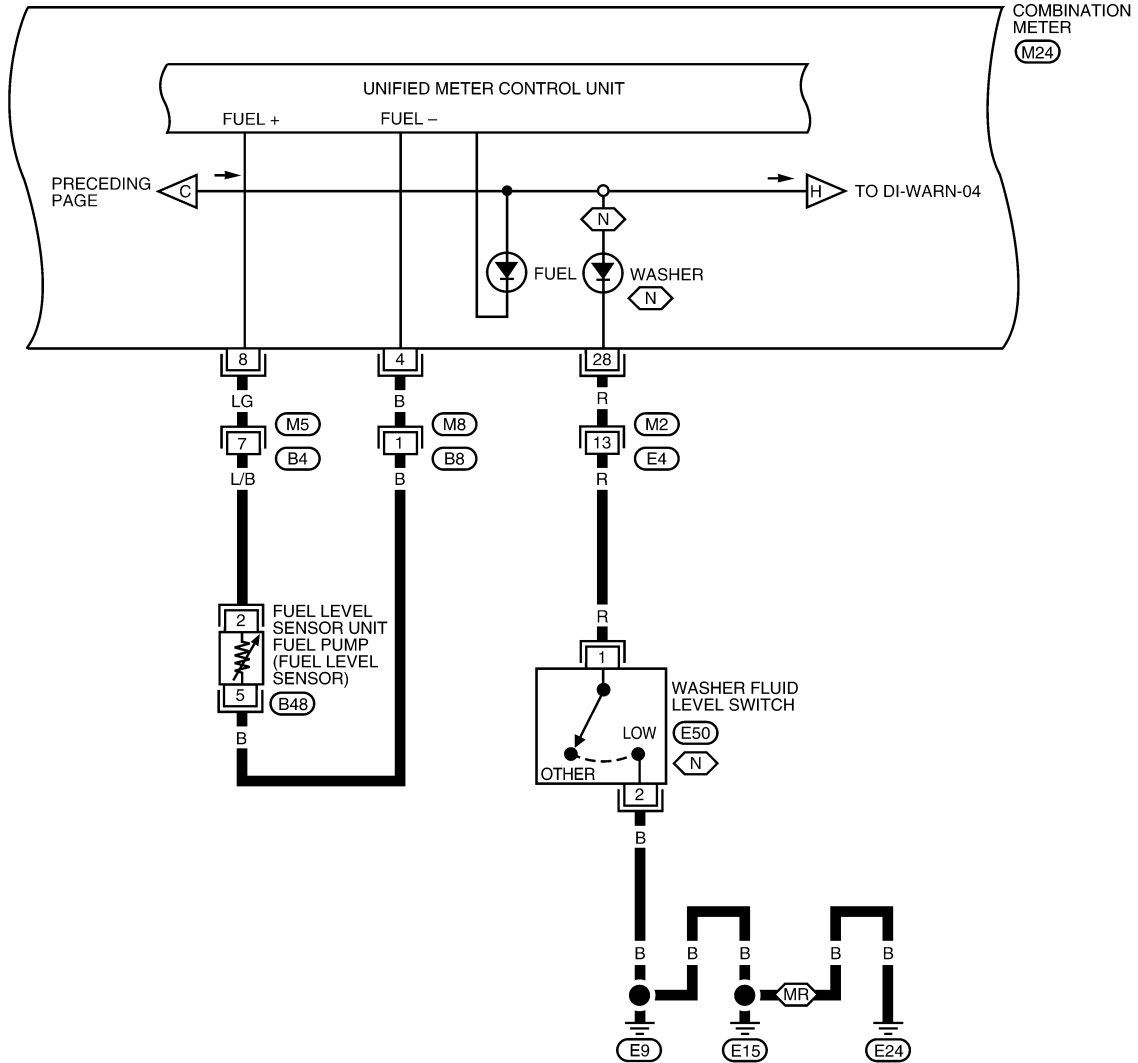 COMBINATION
METER
M24
UNIFIED METER CONTROL UNIT
FUEL +
FUEL –
PRECEDING
PAGE
C
H
TO DI-WARN-04
N
FUEL
WASHER
N
8
4
28
LG
B
R
7
M5
B4
1
M8
B8
13
M2
E4
L/B
B
R
2
FUEL LEVEL
SENSOR UNIT
FUEL PUMP
(FUEL LEVEL
SENSOR)
5
B48
B
R
1
WASHER FLUID
LEVEL SWITCH
E50
N
LOW
OTHER
2
B
B
B
B
B
B
MR
E9
E15
E24